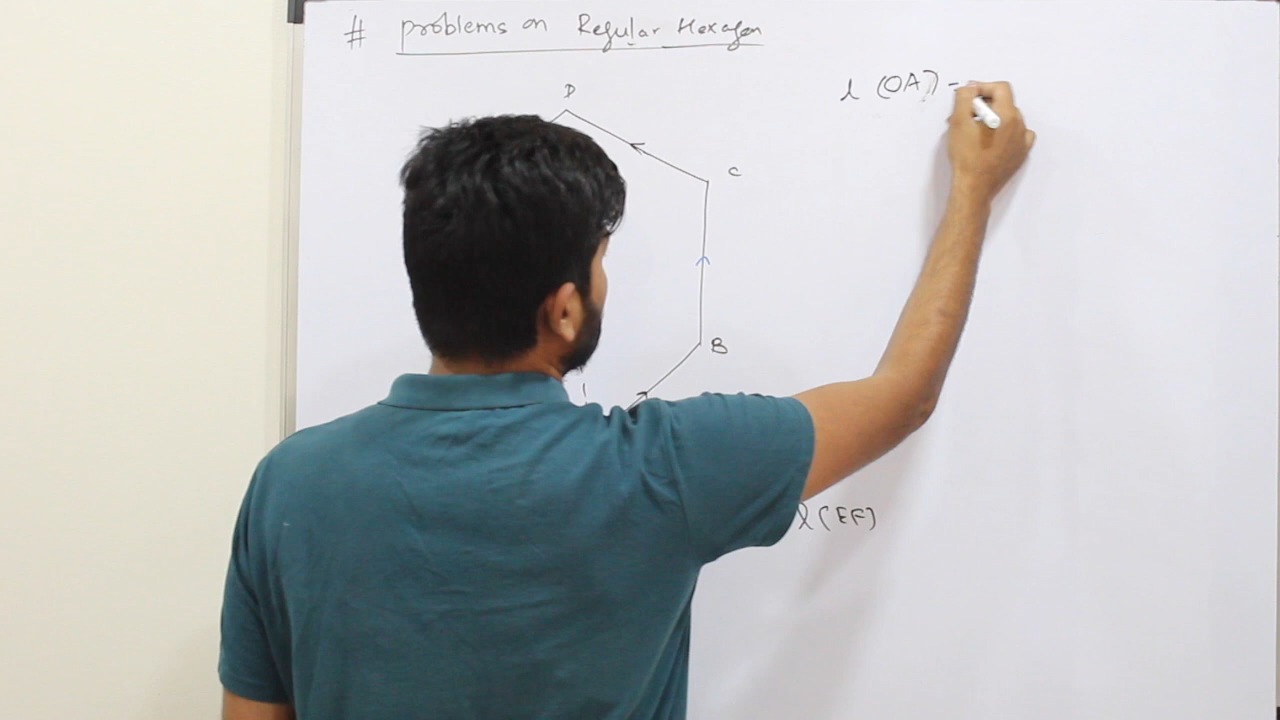 # problems on Regular Hexagon
l (OA) =
D
C
B
l (EF)